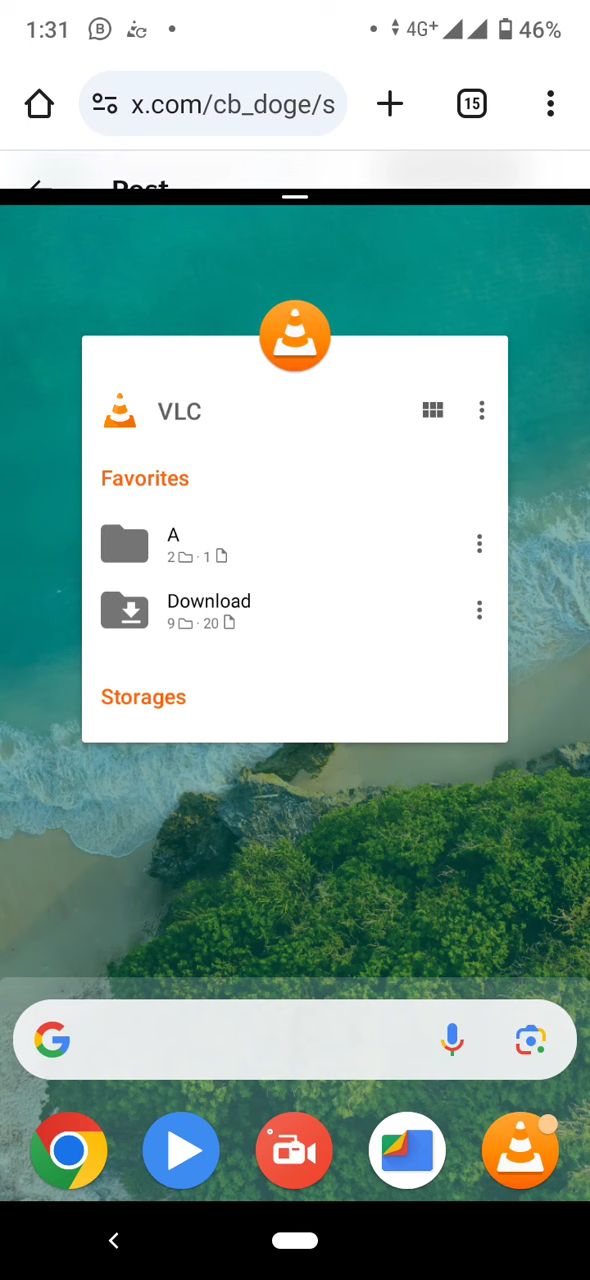 1:31 4G+ 46%
x.com/cb_doge/s 15
Post
VLC
Favorites
A
2 · 1
Download
9 · 20
Storages